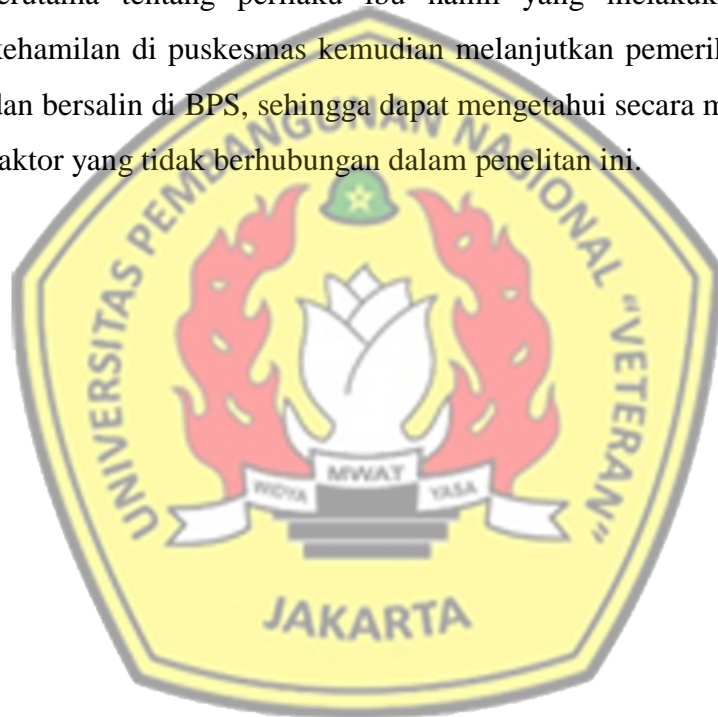 erutama tentang perilaku ibu hamil yang melakuk
kehamilan di puskesmas kemudian melanjutkan pemeril
dan bersalin di BPS, sehingga dapat mengetahui secara m
aktor yang tidak berhubungan dalam penelitan ini.
UNIVERSITAS PEMBANGUNAN NASIONAL "VETERAN"
WIDYA MWAT YASA
JAKARTA